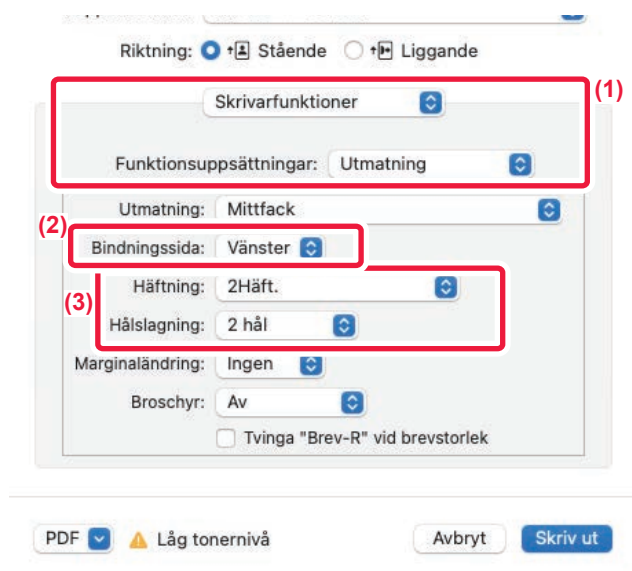 Riktning: Stående Liggande
(1)
Skrivarfunktioner
Funktionsuppsättningar: Utmatning
Utmatning: Mittfack
(2)
Bindningssida: Vänster
(3)
Häftning: 2Häft.
Hålslagning: 2 hål
Marginaländring: Ingen
Broschyr: Av
Tvinga "Brev-R" vid brevstorlek
PDF Låg tonernivå Avbryt Skriv ut